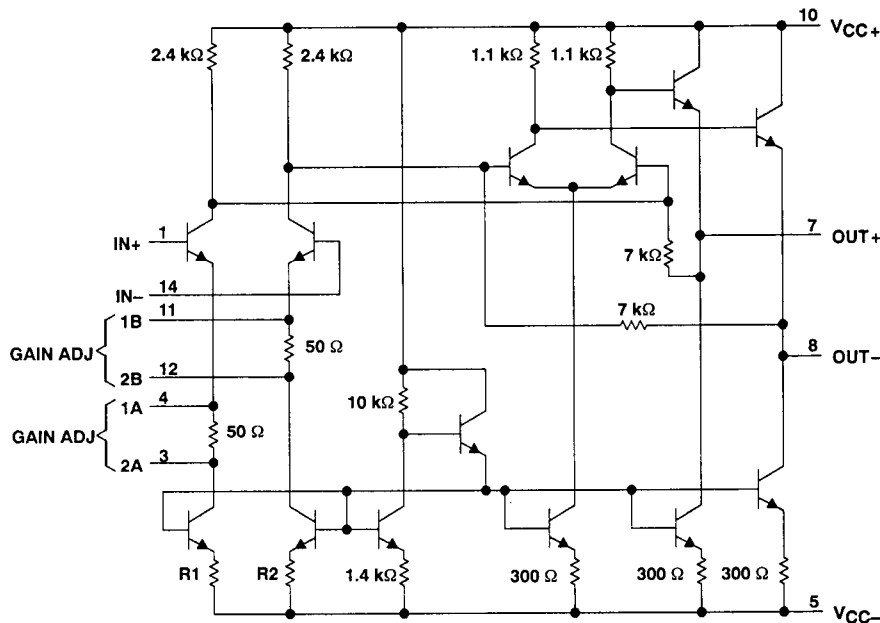 10 VCC+
2.4 kΩ 2.4 kΩ 1.1 kΩ 1.1 kΩ
1
IN+
7
OUT+
7 kΩ
14
IN−
11
1B
7 kΩ
GAIN ADJ
50 Ω
8
OUT−
12
2B
4
1A
10 kΩ
GAIN ADJ
50 Ω
3
2A
R1 R2 1.4 kΩ 300 Ω 300 Ω 300 Ω
5
VCC−